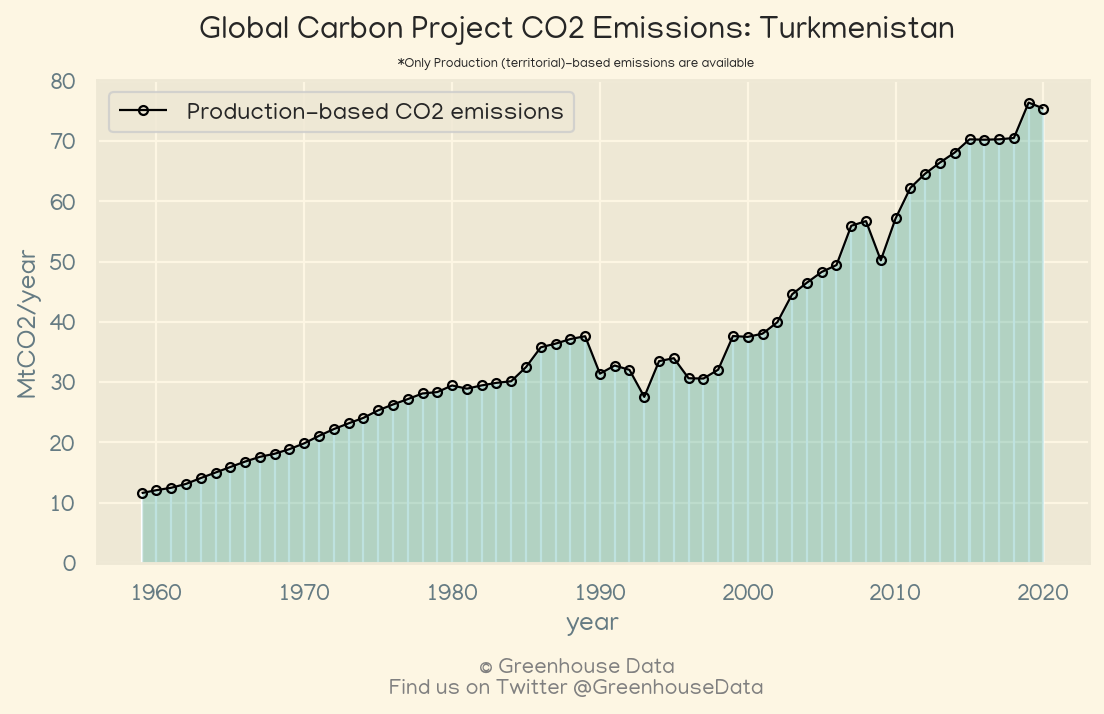 Global Carbon Project CO2 Emissions: Turkmenistan
*Only Production (territorial)-based emissions are available
80
Production-based CO2 emissions
70
60
50
40
30
20
10
0
MtCO2/year
1960 1970 1980 1990 2000 2010 2020
year
© Greenhouse Data
Find us on Twitter @GreenhouseData